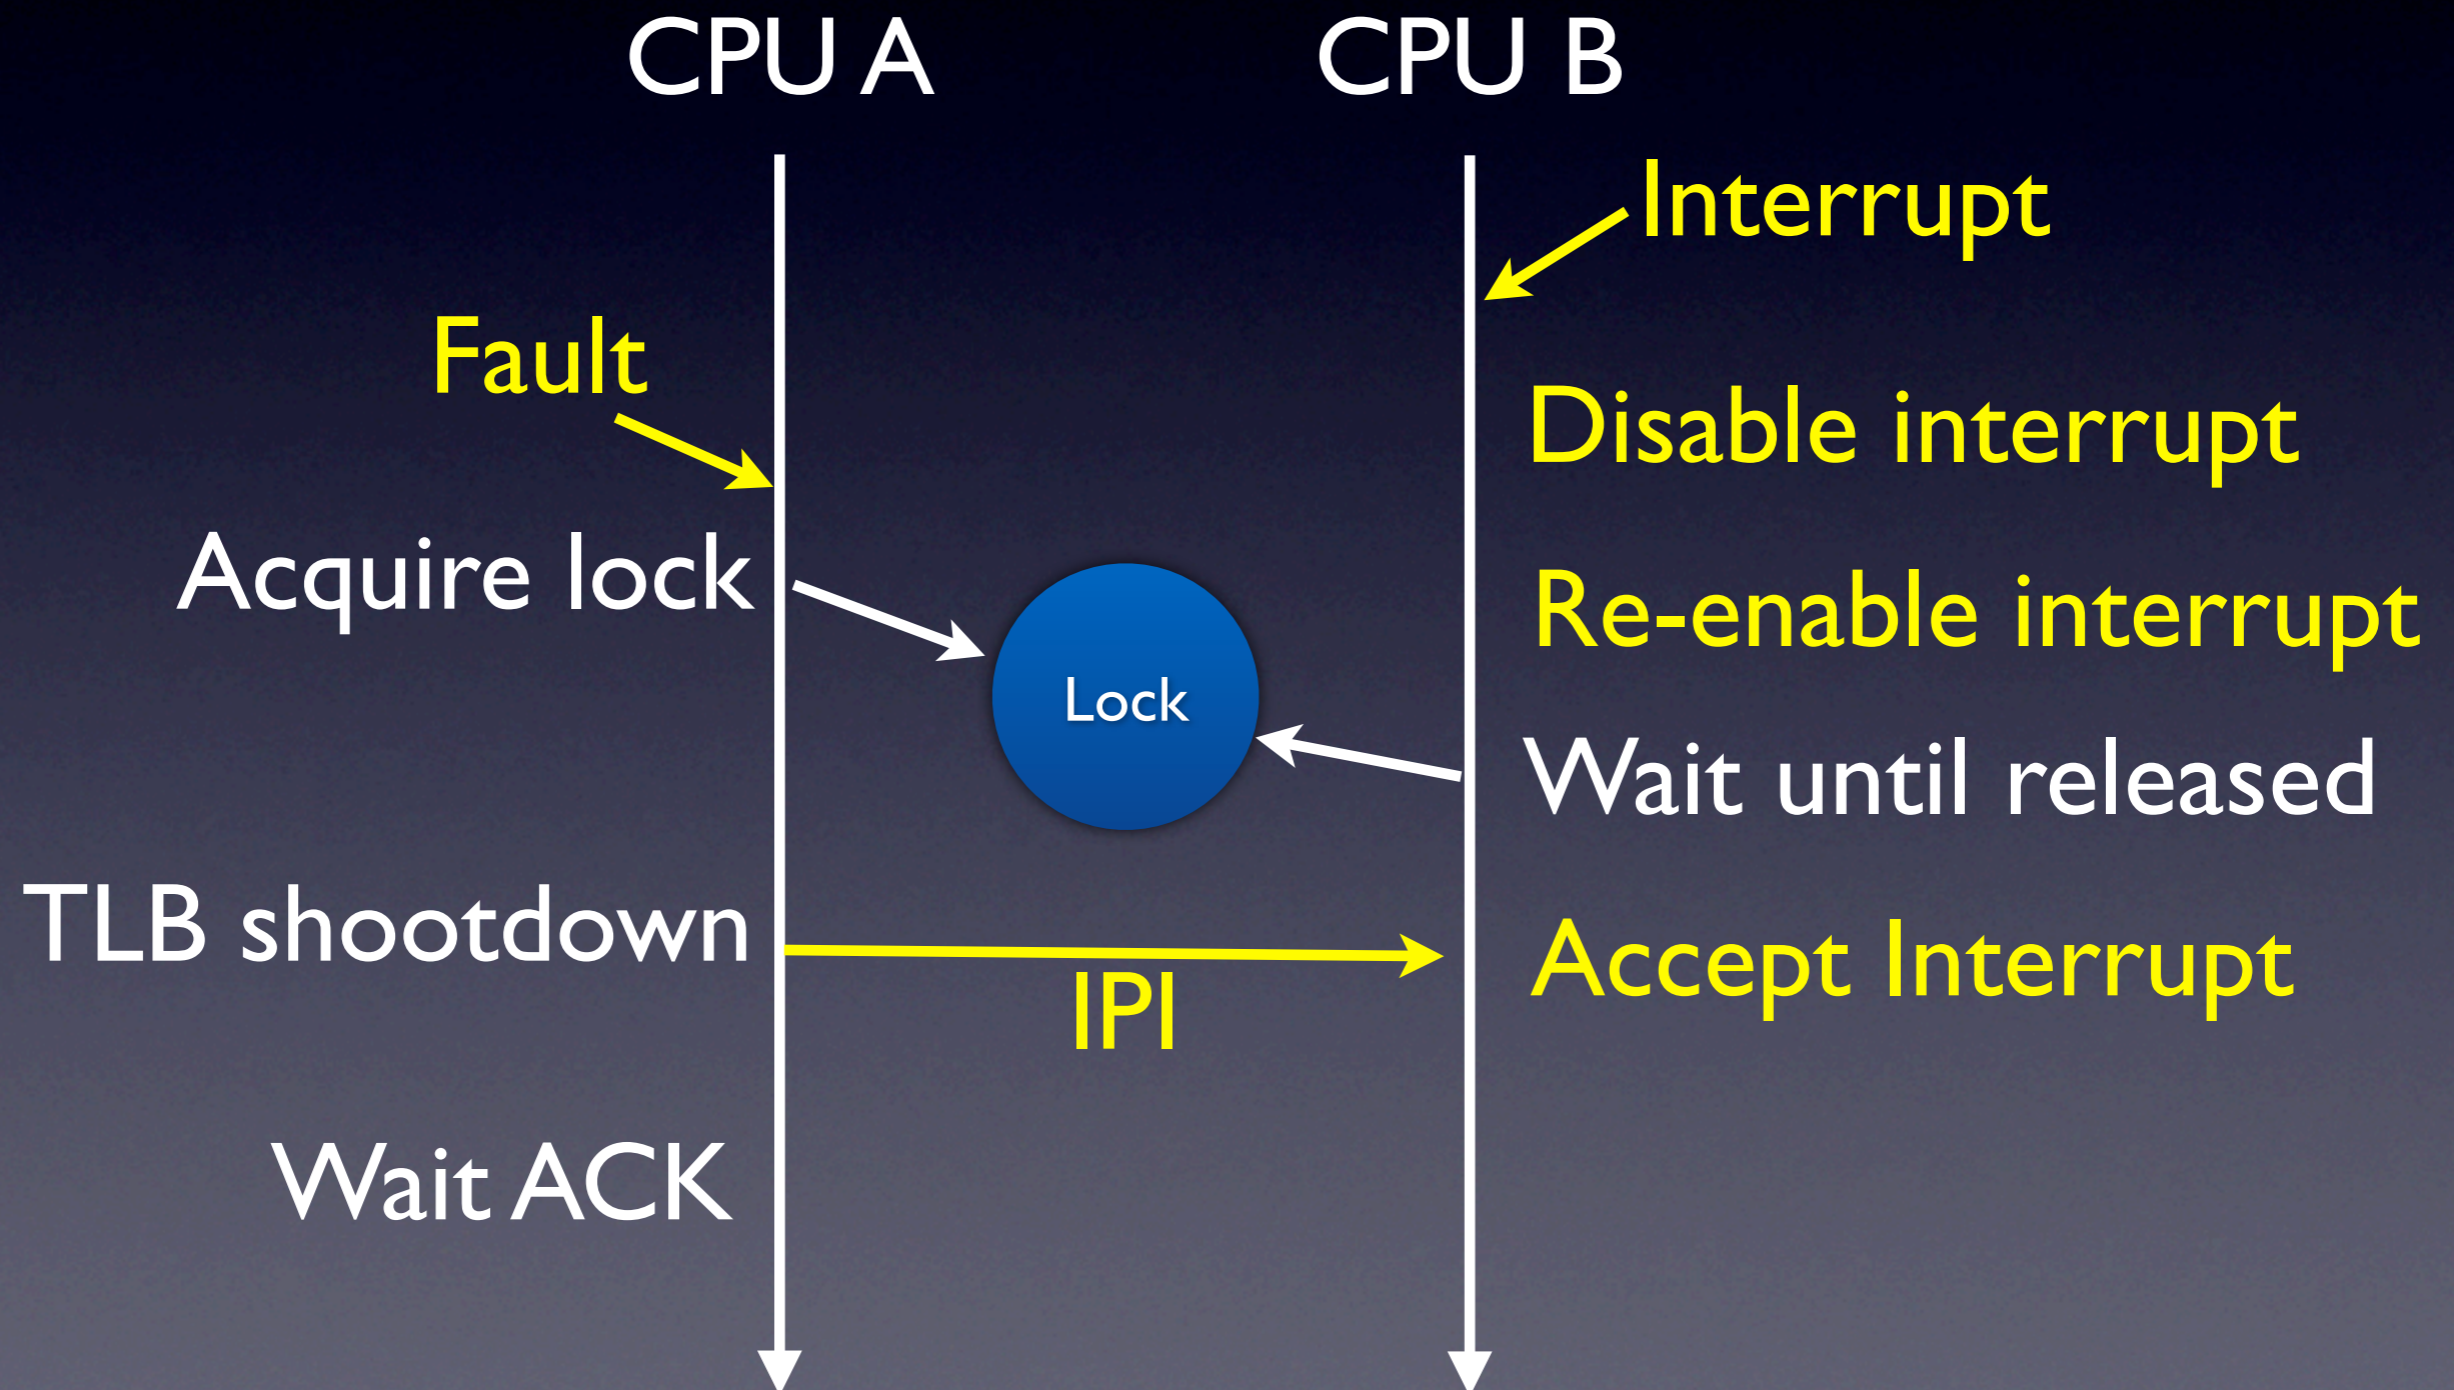 CPU A
CPU B
Interrupt
Fault
Disable interrupt
Acquire lock
Re-enable interrupt
Lock
Wait until released
TLB shootdown
Accept Interrupt
IPI
Wait ACK